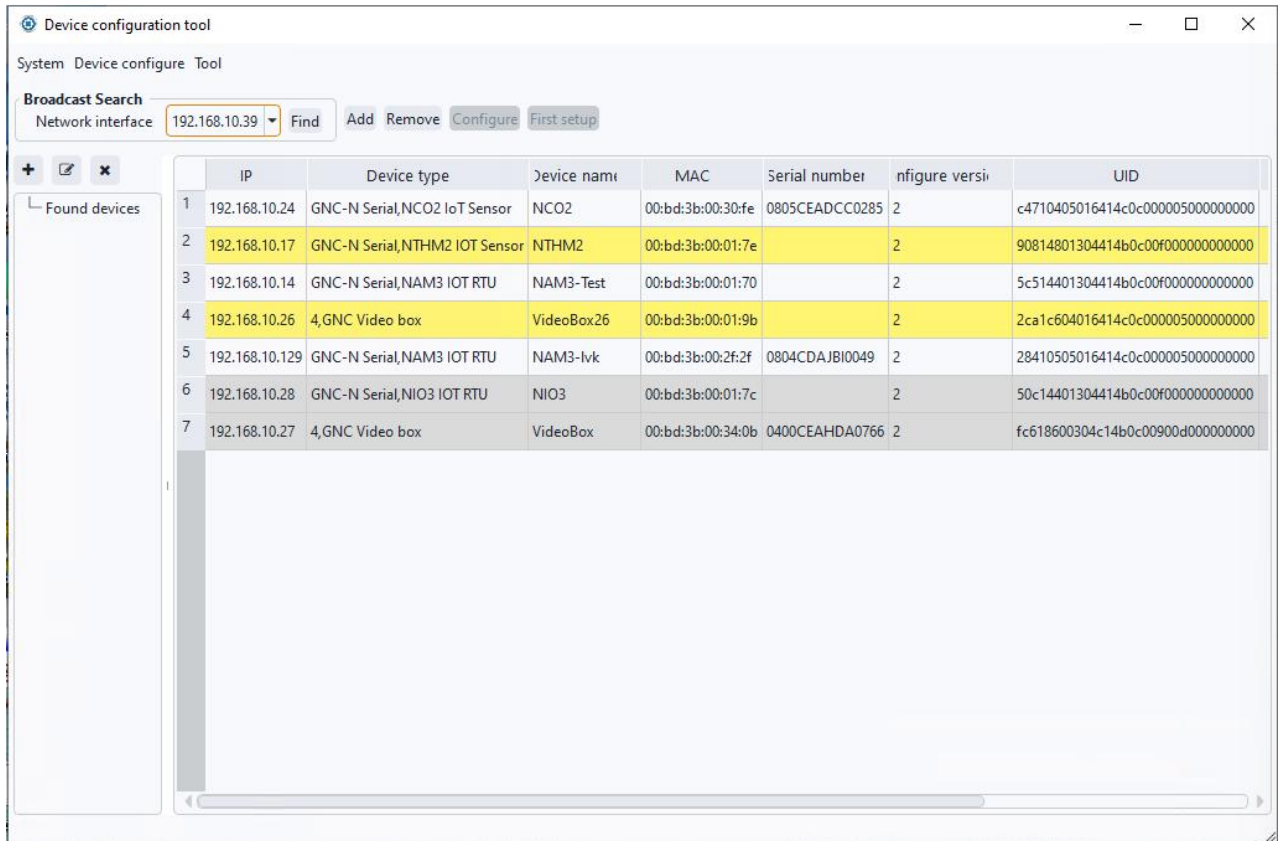 Device configuration tool
System Device configure Tool
Broadcast Search
Network interface 192.168.10.39 Find Add Remove Configure First setup
Found devices
IP Device type Device name MAC Serial number nfigure versi UID
1 192.168.10.24 GNC-N Serial,NCO2 IoT Sensor NCO2 00:bd:3b:00:30:fe 0805CEADCC0285 2 c4710405016414c0c000005000000000
2 192.168.10.17 GNC-N Serial,NTHM2 IOT Sensor NTHM2 00:bd:3b:00:01:7e 2 90814801304414b0c00f000000000000
3 192.168.10.14 GNC-N Serial,NAM3 IOT RTU NAM3-Test 00:bd:3b:00:01:70 2 5c514401304414b0c00f000000000000
4 192.168.10.26 4,GNC Video box VideoBox26 00:bd:3b:00:01:9b 2 2ca1c604016414c0c000005000000000
5 192.168.10.129 GNC-N Serial,NAM3 IOT RTU NAM3-lvk 00:bd:3b:00:2f:2f 0804CDAJBI0049 2 28410505016414c0c000005000000000
6 192.168.10.28 GNC-N Serial,NIO3 IOT RTU NIO3 00:bd:3b:00:01:7c 2 50c14401304414b0c00f000000000000
7 192.168.10.27 4,GNC Video box VideoBox 00:bd:3b:00:34:0b 0400CEAHDA0766 2 fc618600304c14b0c00900d000000000